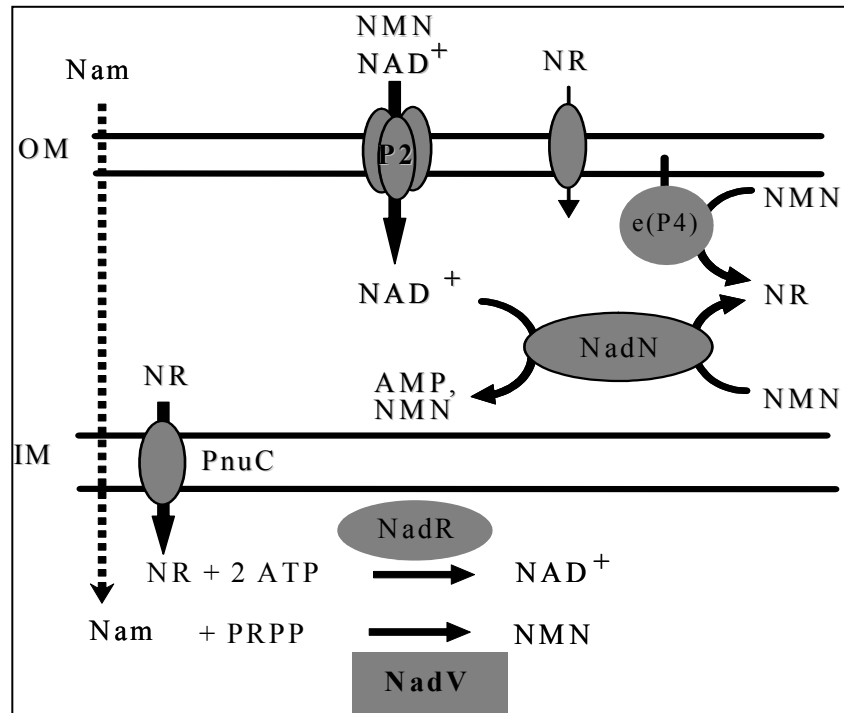 NMN
NAD+
Nam
NR
OM
P2
e(P4)
NMN
NAD +
NR
NadN
NR
AMP,
NMN
NMN
IM
PnuC
NadR
NR + 2 ATP
NAD+
Nam + PRPP
NMN
NadV